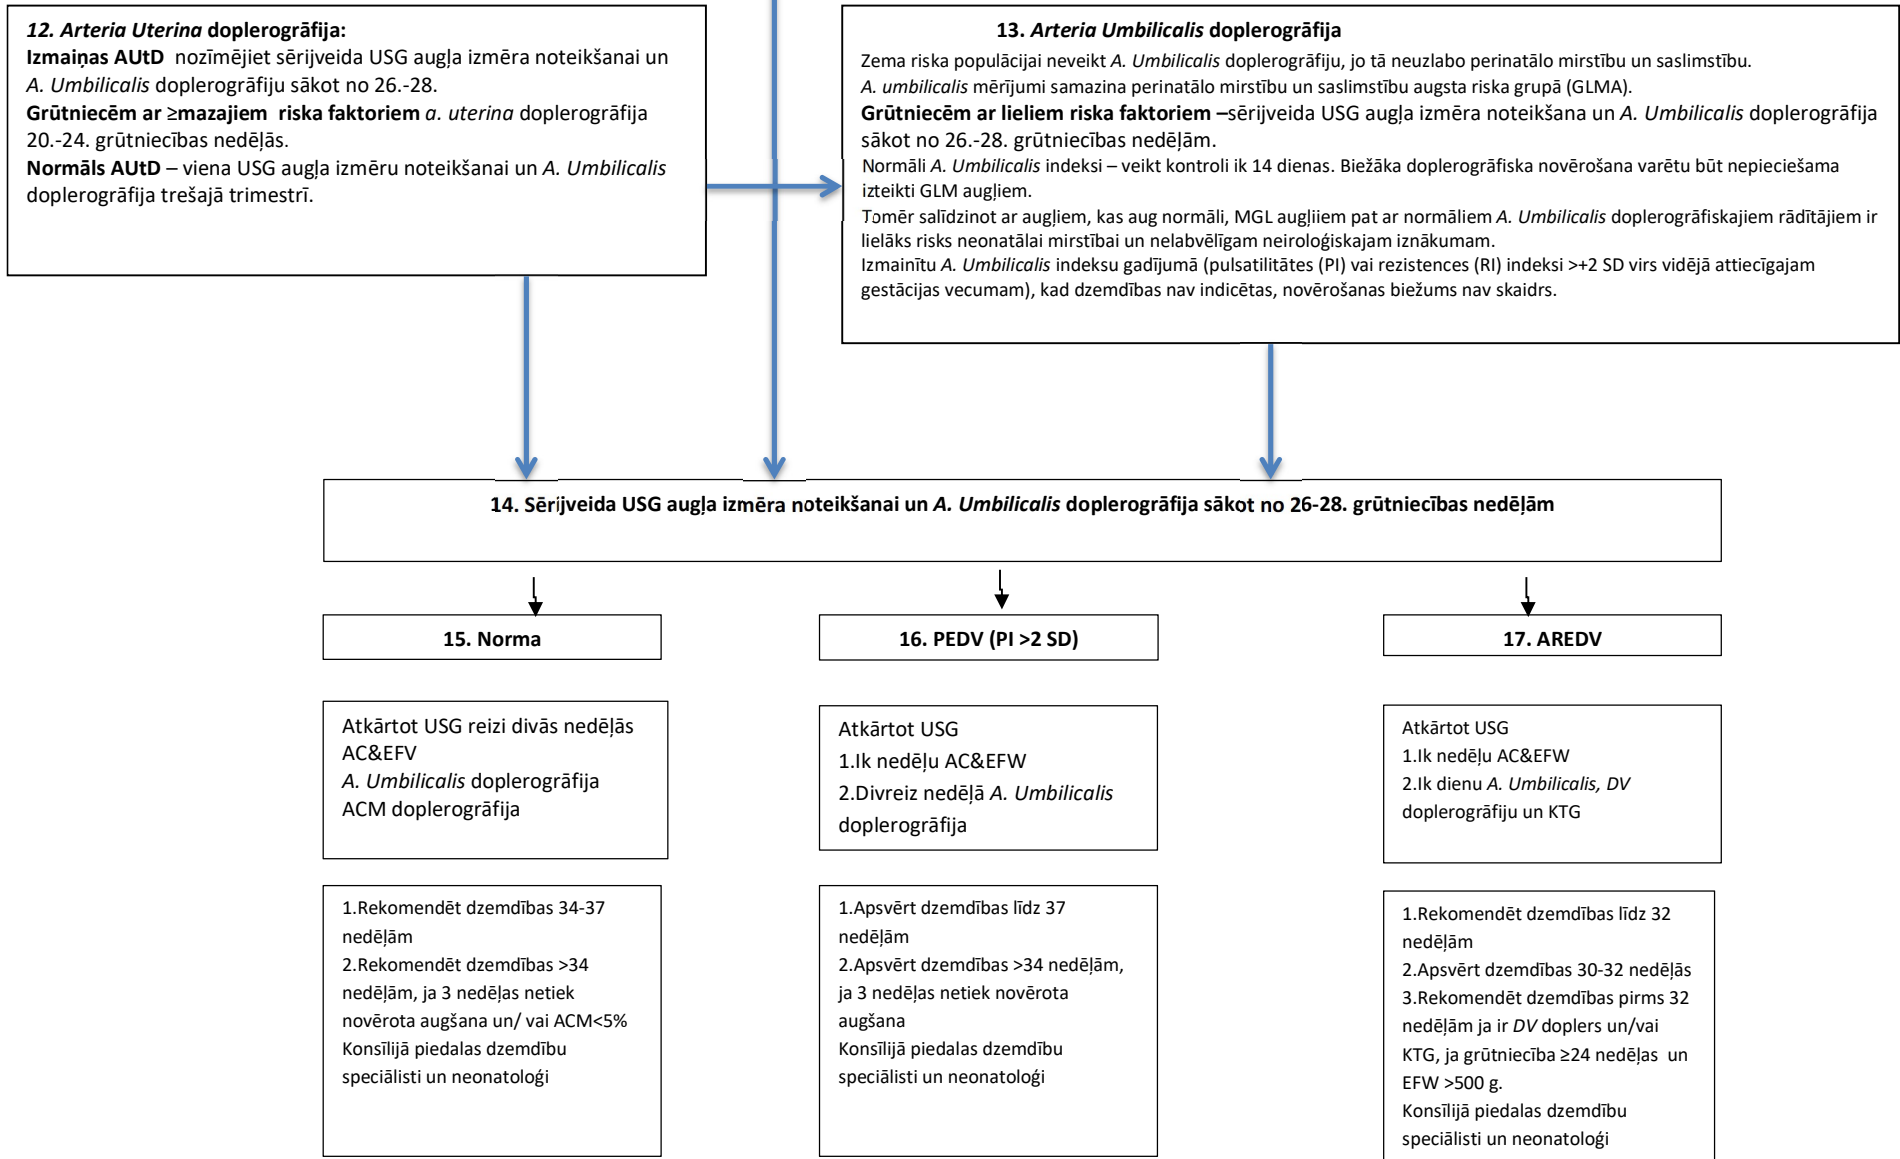 12. Arteria Uterina doplerogrāfija:
Izmaiņas AUtD nozīmējiet sērijveida USG augļa izmēra noteikšanai un
A. Umbilicalis doplerogrāfiju sākot no 26.-28.
Grūtniecēm ar ≥mazajiem riska faktoriem a. uterina doplerogrāfija
20.-24. grūtniecības nedēļās.
Normāls AUtD – viena USG augļa izmēru noteikšanai un A. Umbilicalis
doplerogrāfija trešajā trimestrī.
13. Arteria Umbilicalis doplerogrāfija
Zema riska populācijai neveikt A. Umbilicalis doplerogrāfiju, jo tā neuzlabo perinatālo mirstību un saslimstību.
A. umbilicalis mērījumi samazina perinatālo mirstību un saslimstību augsta riska grupā (GLMA).
Grūtniecēm ar lieliem riska faktoriem –sērijveida USG augļa izmēra noteikšana un A. Umbilicalis doplerogrāfija
sākot no 26.-28. grūtniecības nedēļām.
Normāli A. Umbilicalis indeksi – veikt kontroli ik 14 dienas. Biežāka doplerogrāfiska novērošana varētu būt nepieciešama
izteikti GLM augļiem.
Tomēr salīdzinot ar augļiem, kas aug normāli, MGL augļiiem pat ar normāliem A. Umbilicalis doplerogrāfiskajiem rādītājiem ir
lielāks risks neonatālai mirstībai un nelabvēlīgam neiroloģiskajam iznākumam.
Izmainītu A. Umbilicalis indeksu gadījumā (pulsatilitātes (PI) vai rezistences (RI) indeksi >+2 SD virs vidējā attiecīgajam
gestācijas vecumam), kad dzemdības nav indicētas, novērošanas biežums nav skaidrs.
14. Sērijveida USG augļa izmēra noteikšanai un A. Umbilicalis doplerogrāfija sākot no 26-28. grūtniecības nedēļām
15. Norma
16. PEDV (PI >2 SD)
17. AREDV
Atkārtot USG reizi divās nedēļās
AC&EFV
A. Umbilicalis doplerogrāfija
ACM doplerogrāfija
Atkārtot USG
1.Ik nedēļu AC&EFW
2.Divreiz nedēļā A. Umbilicalis
doplerogrāfija
Atkārtot USG
1.Ik nedēļu AC&EFW
2.Ik dienu A. Umbilicalis, DV
doplerogrāfiju un KTG
1.Rekomendēt dzemdības 34-37
nedēļām
2.Rekomendēt dzemdības >34
nedēļām, ja 3 nedēļas netiek
novērota augšana un/ vai ACM<5%
Konsīlijā piedalas dzemdību
speciālisti un neonatoloģi
1.Apsvērt dzemdības līdz 37
nedēļām
2.Apsvērt dzemdības >34 nedēļām,
ja 3 nedēļas netiek novērota
augšana
Konsīlijā piedalas dzemdību
speciālisti un neonatoloģi
1.Rekomendēt dzemdības līdz 32
nedēļām
2.Apsvērt dzemdības 30-32 nedēļās
3.Rekomendēt dzemdības pirms 32
nedēļām ja ir DV doplers un/vai
KTG, ja grūtniecība ≥24 nedēļas un
EFW >500 g.
Konsīlijā piedalas dzemdību
speciālisti un neonatoloģi